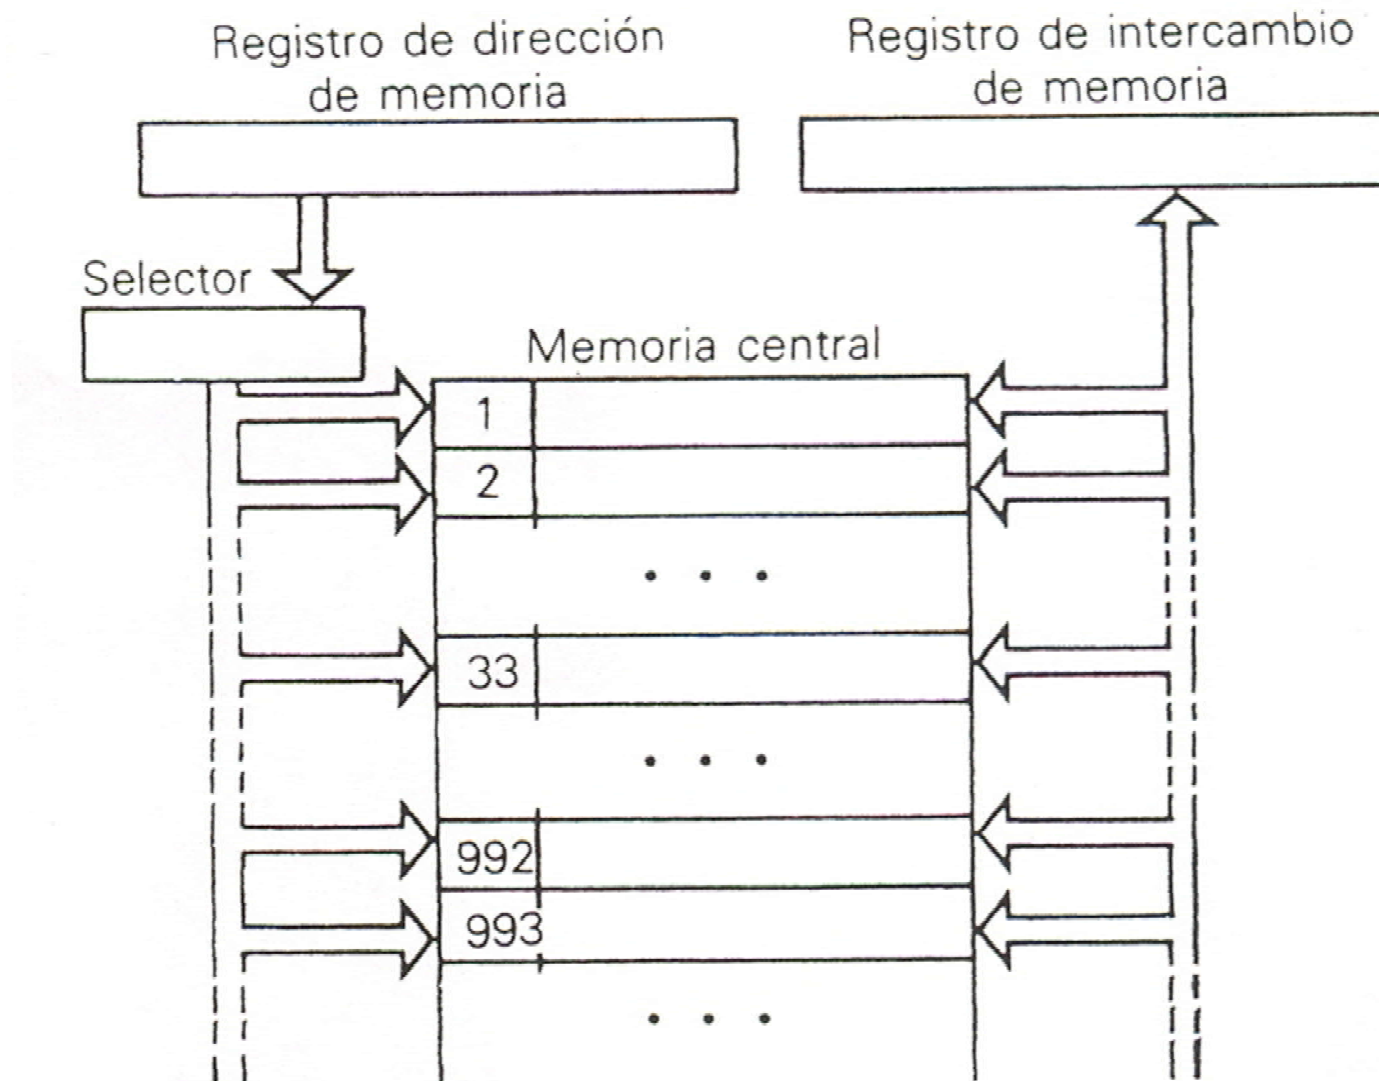 Registro de dirección
de memoria
Registro de intercambio
de memoria
Selector
Memoria central
1
2
. . .
33
. . .
992
993
. . .